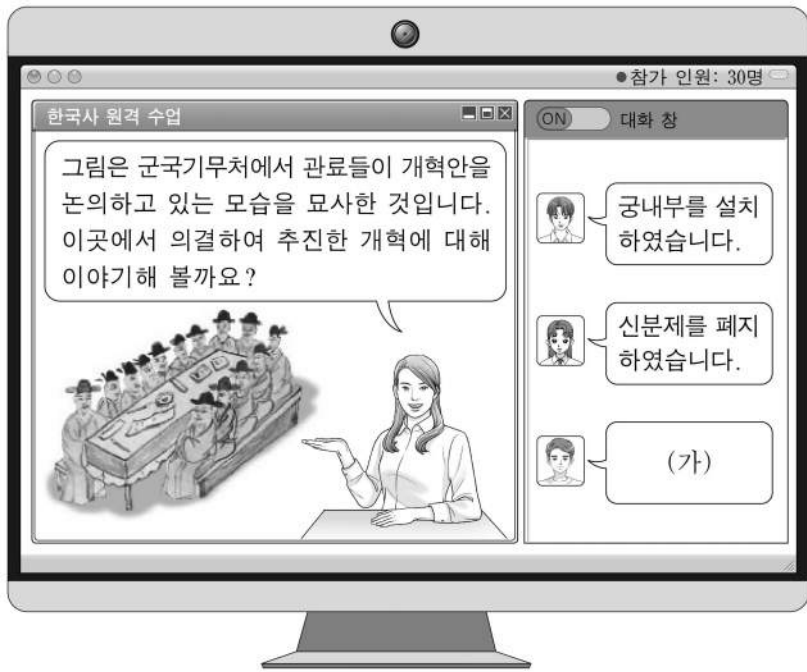 ●참가 인원: 30명
한국사 원격 수업
그림은 군국기무처에서 관료들이 개혁안을
논의하고 있는 모습을 묘사한 것입니다.
이곳에서 의결하여 추진한 개혁에 대해
이야기해 볼까요?
ON 대화 창
궁내부를 설치
하였습니다.
신분제를 폐지
하였습니다.
(가)